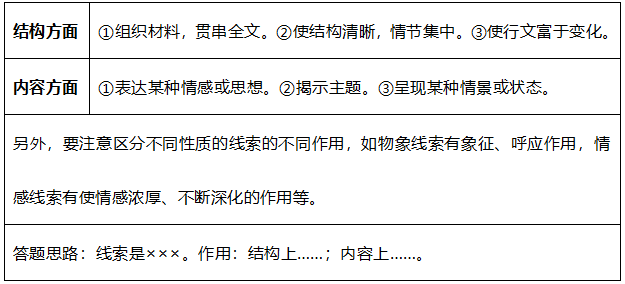 结构方面 ①组织材料，贯串全文。②使结构清晰，情节集中。③使行文富于变化。
内容方面 ①表达某种情感或思想。②揭示主题。③呈现某种情景或状态。
另外，要注意区分不同性质的线索的不同作用，如物象线索有象征、呼应作用，情
感线索有使情感浓厚、不断深化的作用等。
答题思路：线索是×××。作用：结构上……；内容上……。